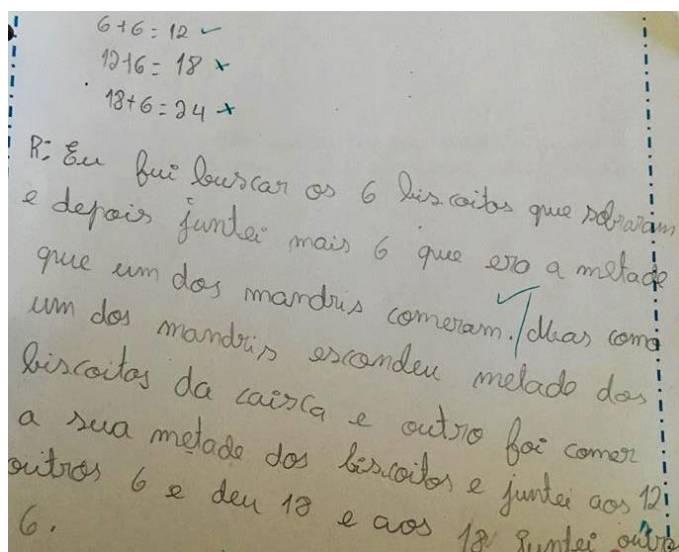 6+6=12 ✓
12+6=18 x
18+6=24 x
R: Eu fui buscar os 6 biscoitos que sobraram
e depois juntei mais 6 que era a metade
que um dos mandris comeram. ✓ / Mas como
um dos mandris escondeu metade dos
biscoitos da caisca e outro foi comer
a sua metade dos biscoitos e juntei aos 12
outros 6 e deu 18 e aos 18 juntei outro
6.